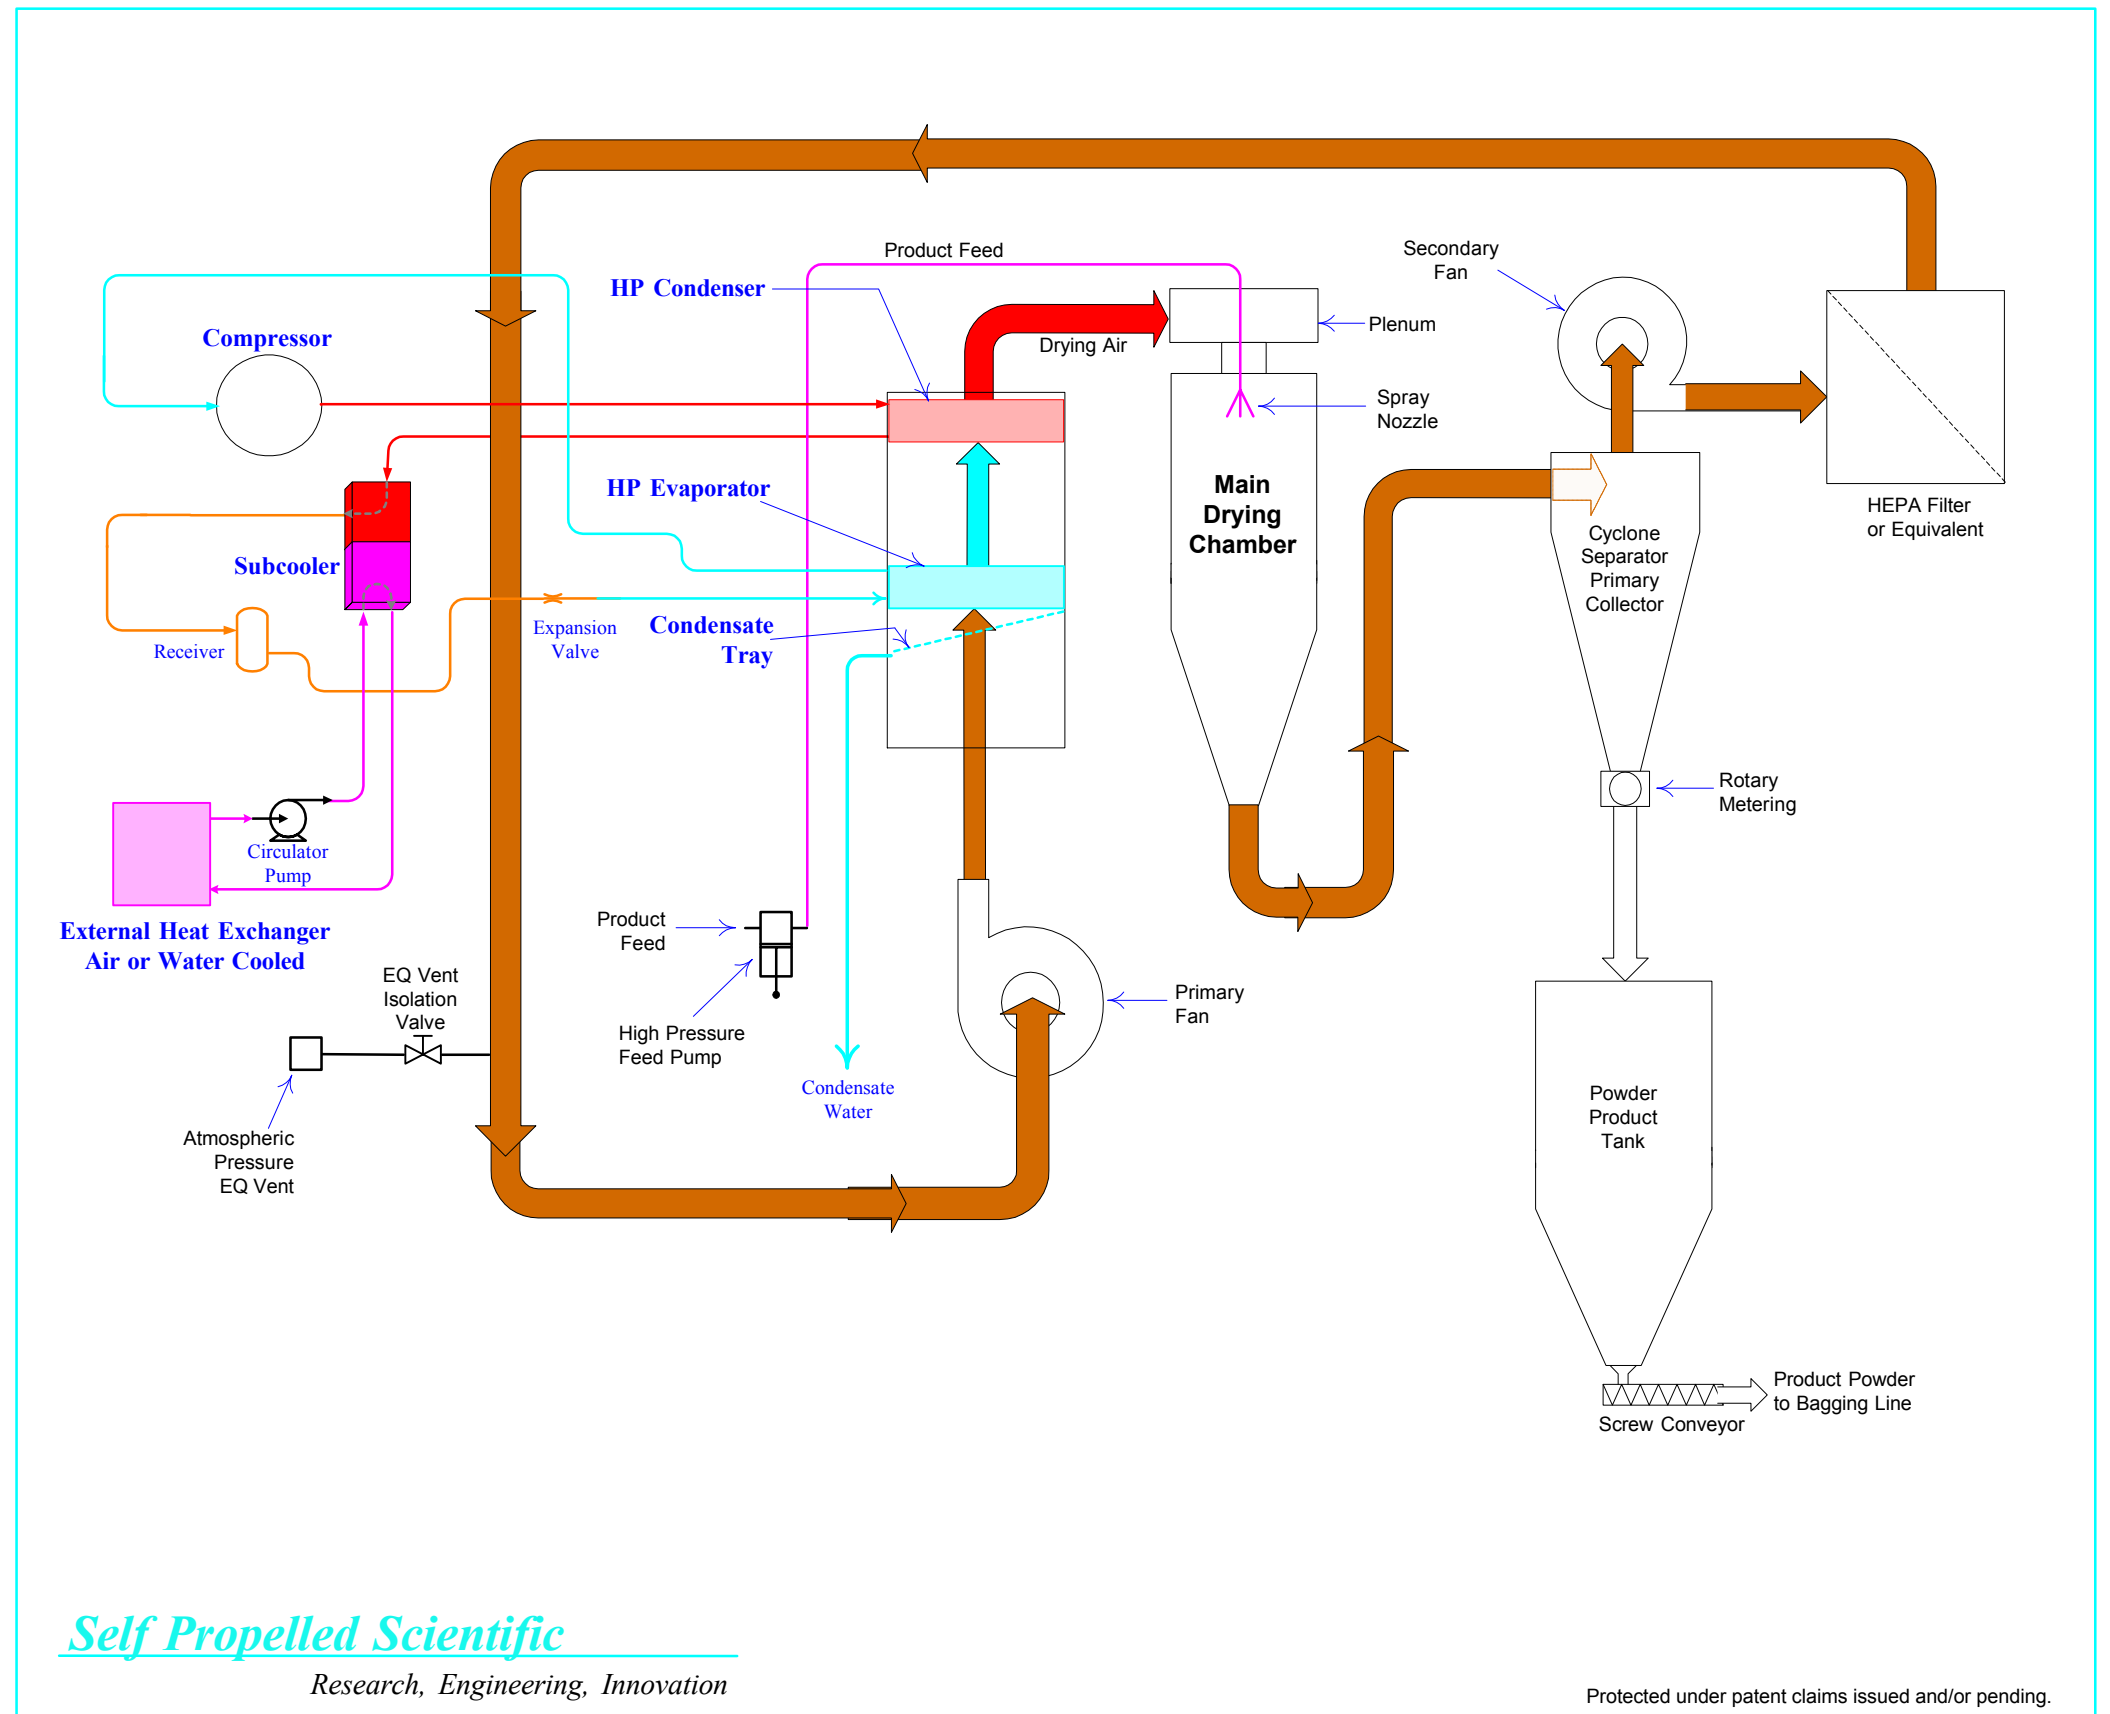 Product Feed
Secondary
Fan
HP Condenser
Compressor
Plenum
Drying Air
Spray
Nozzle
HP Evaporator
Main
Drying
Chamber
HEPA Filter
or Equivalent
Cyclone
Separator
Primary
Collector
Subcooler
Receiver
Expansion
Valve
Condensate
Tray
Rotary
Metering
Circulator
Pump
External Heat Exchanger
Air or Water Cooled
Product
Feed
EQ Vent
Isolation
Valve
High Pressure
Feed Pump
Primary
Fan
Condensate
Water
Powder
Product
Tank
Atmospheric
Pressure
EQ Vent
Product Powder
to Bagging Line
Screw Conveyor
Self Propelled Scientific
Research, Engineering, Innovation
Protected under patent claims issued and/or pending.